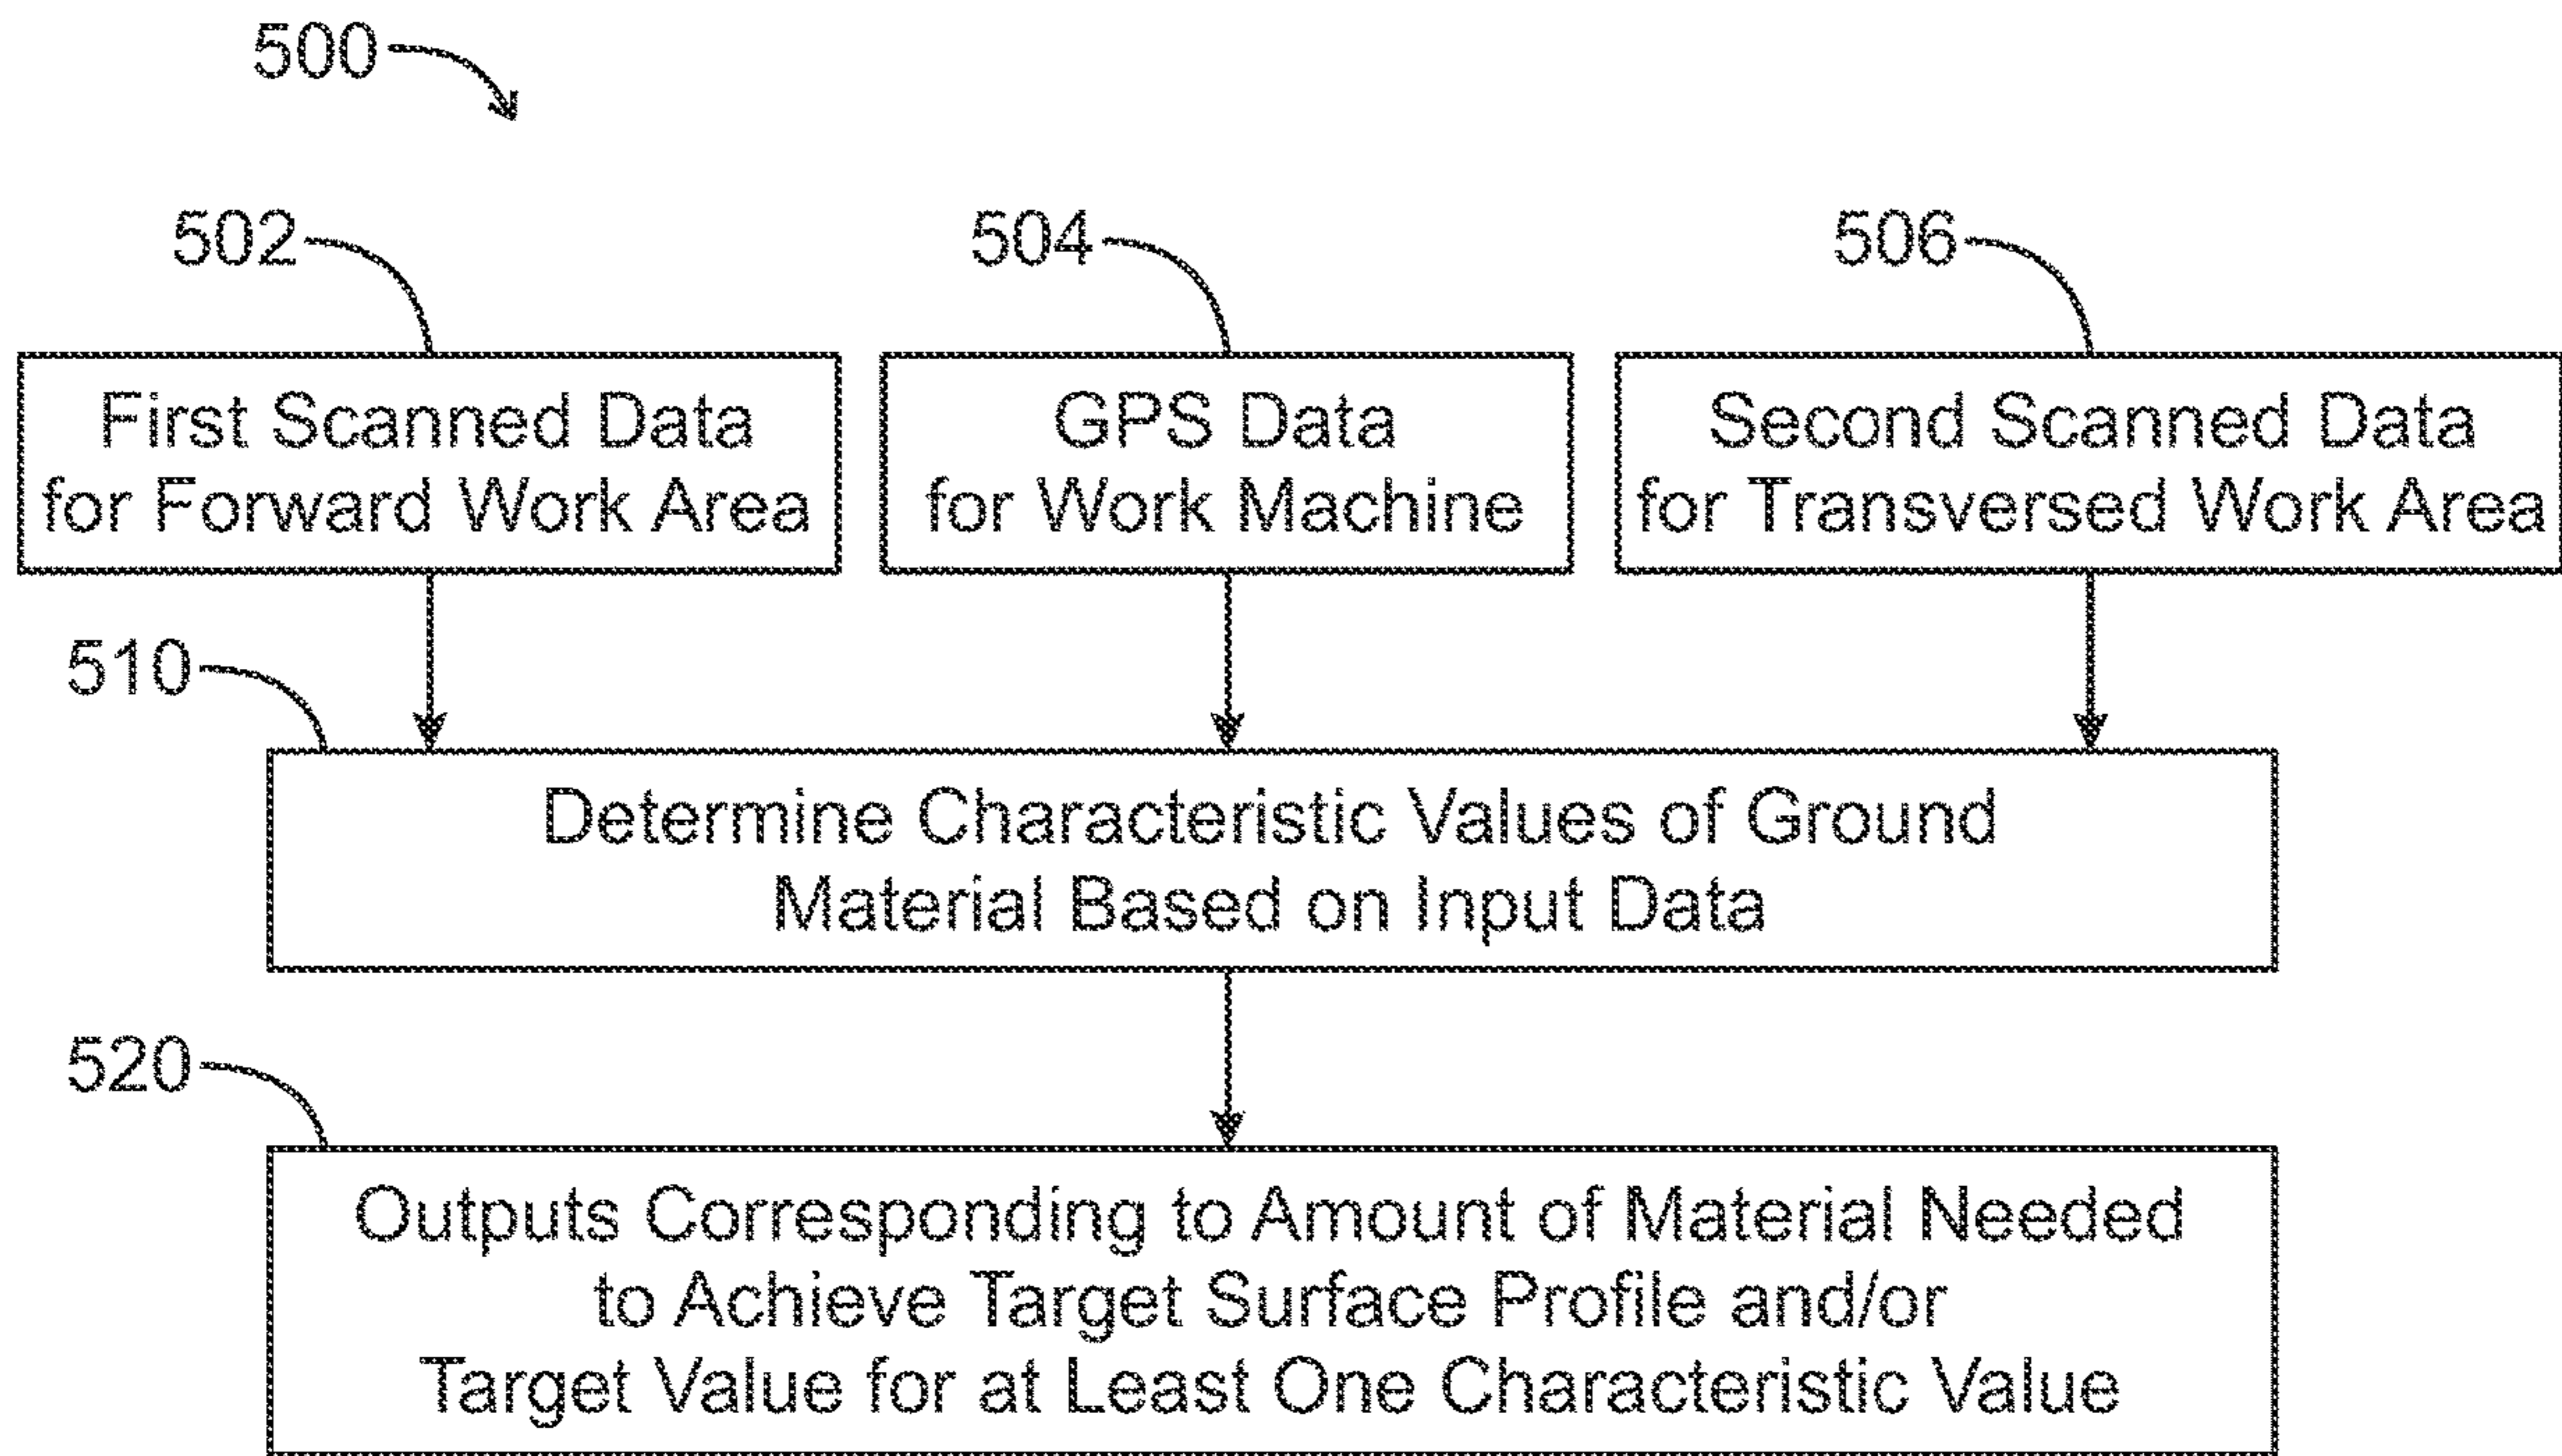 500
502
504
506
First Scanned Data
for Forward Work Area
GPS Data
for Work Machine
Second Scanned Data
for Transversed Work Area
510
Determine Characteristic Values of Ground
Material Based on Input Data
520
Outputs Corresponding to Amount of Material Needed
to Achieve Target Surface Profile and/or
Target Value for at Least One Characteristic Value